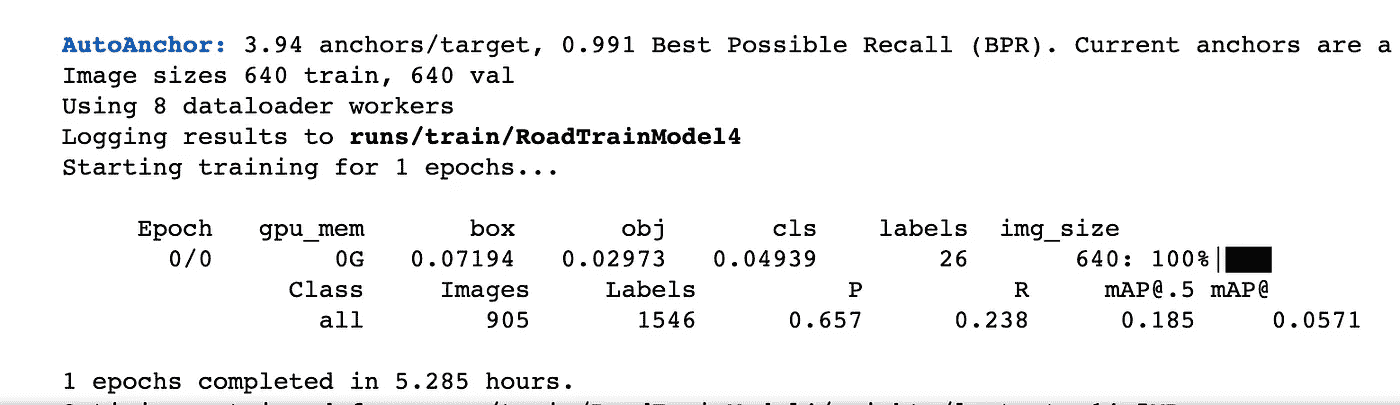 AutoAnchor: 3.94 anchors/target, 0.991 Best Possible Recall (BPR). Current anchors are a
Image sizes 640 train, 640 val
Using 8 dataloader workers
Logging results to runs/train/RoadTrainModel4
Starting training for 1 epochs...
Epoch gpu_mem box obj cls labels img_size
0/0 0G 0.07194 0.02973 0.04939 26 640: 100%|
Class Images Labels P R mAP@.5 mAP@
all 905 1546 0.657 0.238 0.185 0.0571
1 epochs completed in 5.285 hours.